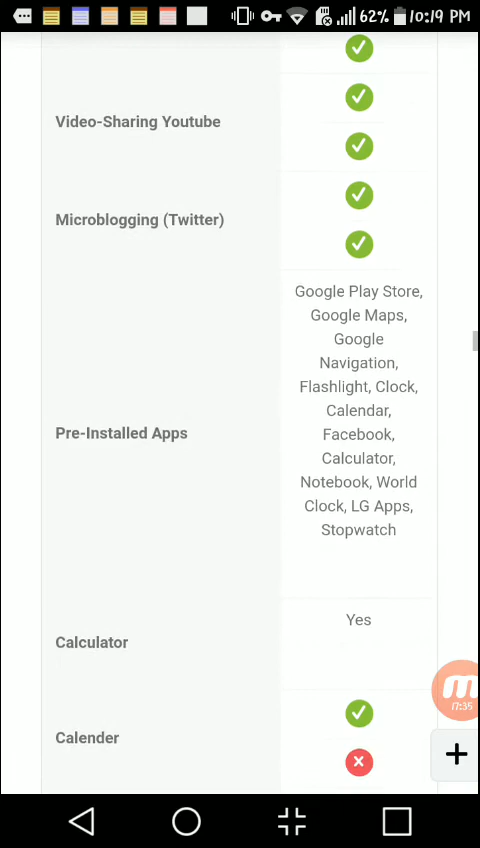 62% 10:19 PM
Video-Sharing Youtube
Microblogging (Twitter)
Google Play Store,
Google Maps,
Google
Navigation,
Flashlight, Clock,
Calendar,
Facebook,
Pre-Installed Apps
Calculator,
Notebook, World
Clock, LG Apps,
Stopwatch
Yes
Calculator
17:35
Calender